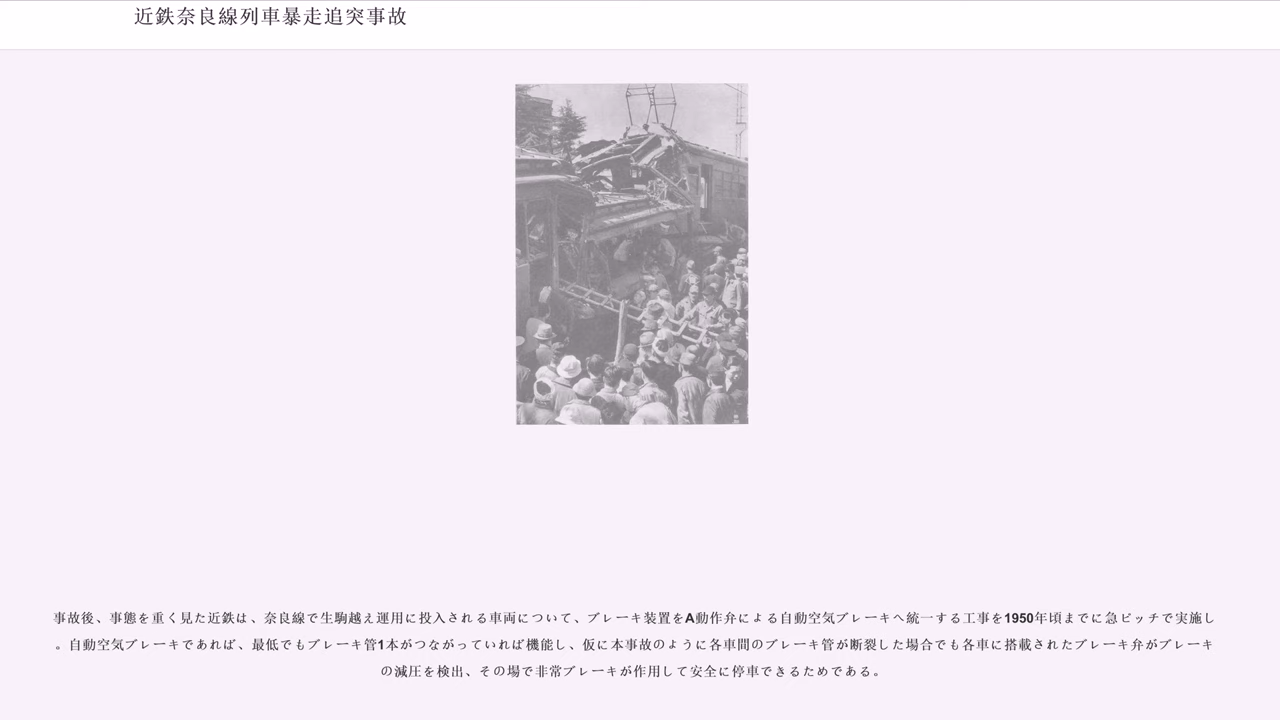 近鉄奈良線列車暴走追突事故
事故後、事態を重く見た近鉄は、奈良線で生駒越え運用に投入される車両について、ブレーキ装置をA動作弁による自動空気ブレーキへ統一する工事を1950年頃までに急ピッチで実施し
。自動空気ブレーキであれば、最低でもブレーキ管1本がつながっていれば機能し、仮に本事故のように各車間のブレーキ管が断裂した場合でも各車に搭載されたブレーキ弁がブレーキ
の減圧を検出、その場で非常ブレーキが作用して安全に停車できるためである。